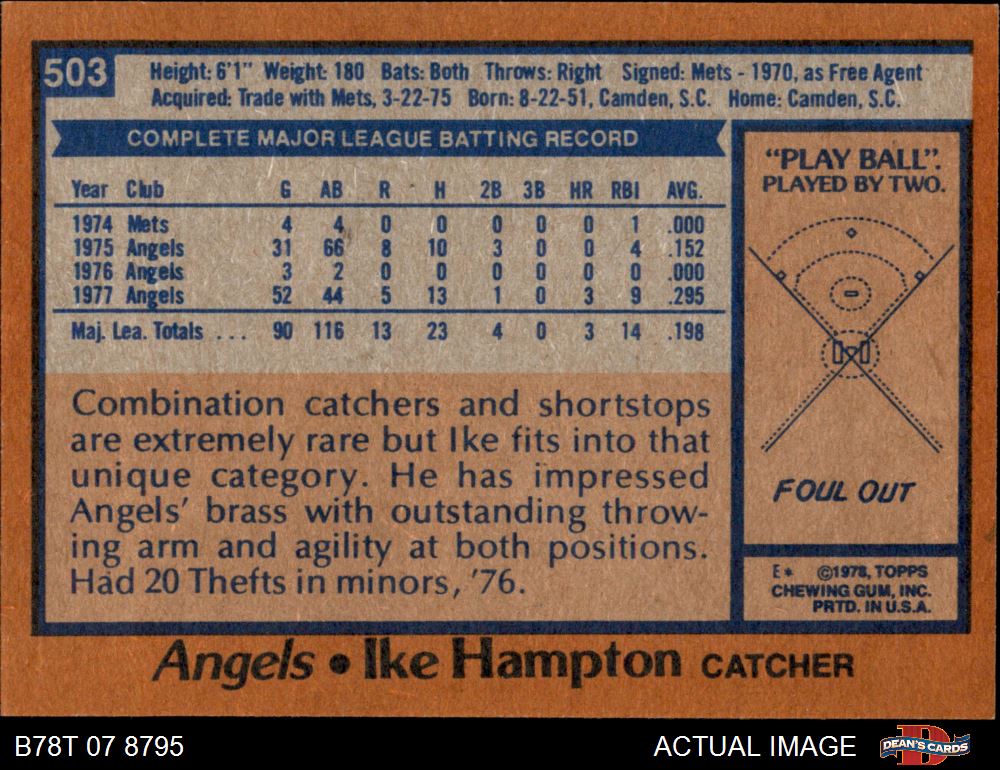 503
Height: 6'1" Weight: 180 Bats: Both Throws: Right Signed: Mets - 1970, as Free Agent
Acquired: Trade with Mets, 3-22-75 Born: 8-22-51, Camden, S.C. Home: Camden, S.C.
COMPLETE MAJOR LEAGUE BATTING RECORD
Year Club G AB R H 2B 3B HR RBI AVG.
1974 Mets 4 4 0 0 0 0 0 1 .000
1975 Angels 31 66 8 10 3 0 0 4 .152
1976 Angels 3 2 0 0 0 0 0 0 .000
1977 Angels 52 44 5 13 1 0 3 9 .295
Maj. Lea. Totals ... 90 116 13 23 4 0 3 14 .198
Combination catchers and shortstops
are extremely rare but Ike fits into that
unique category. He has impressed
Angels' brass with outstanding throw-
ing arm and agility at both positions.
Had 20 Thefts in minors, '76.
"PLAY BALL".
PLAYED BY TWO.
FOUL OUT
E* ©1978, TOPPS
CHEWING GUM, INC.
PRTD. IN U.S.A.
Angels • Ike Hampton CATCHER
B78T 07 8795
ACTUAL IMAGE
D
DEAN'S CARDS